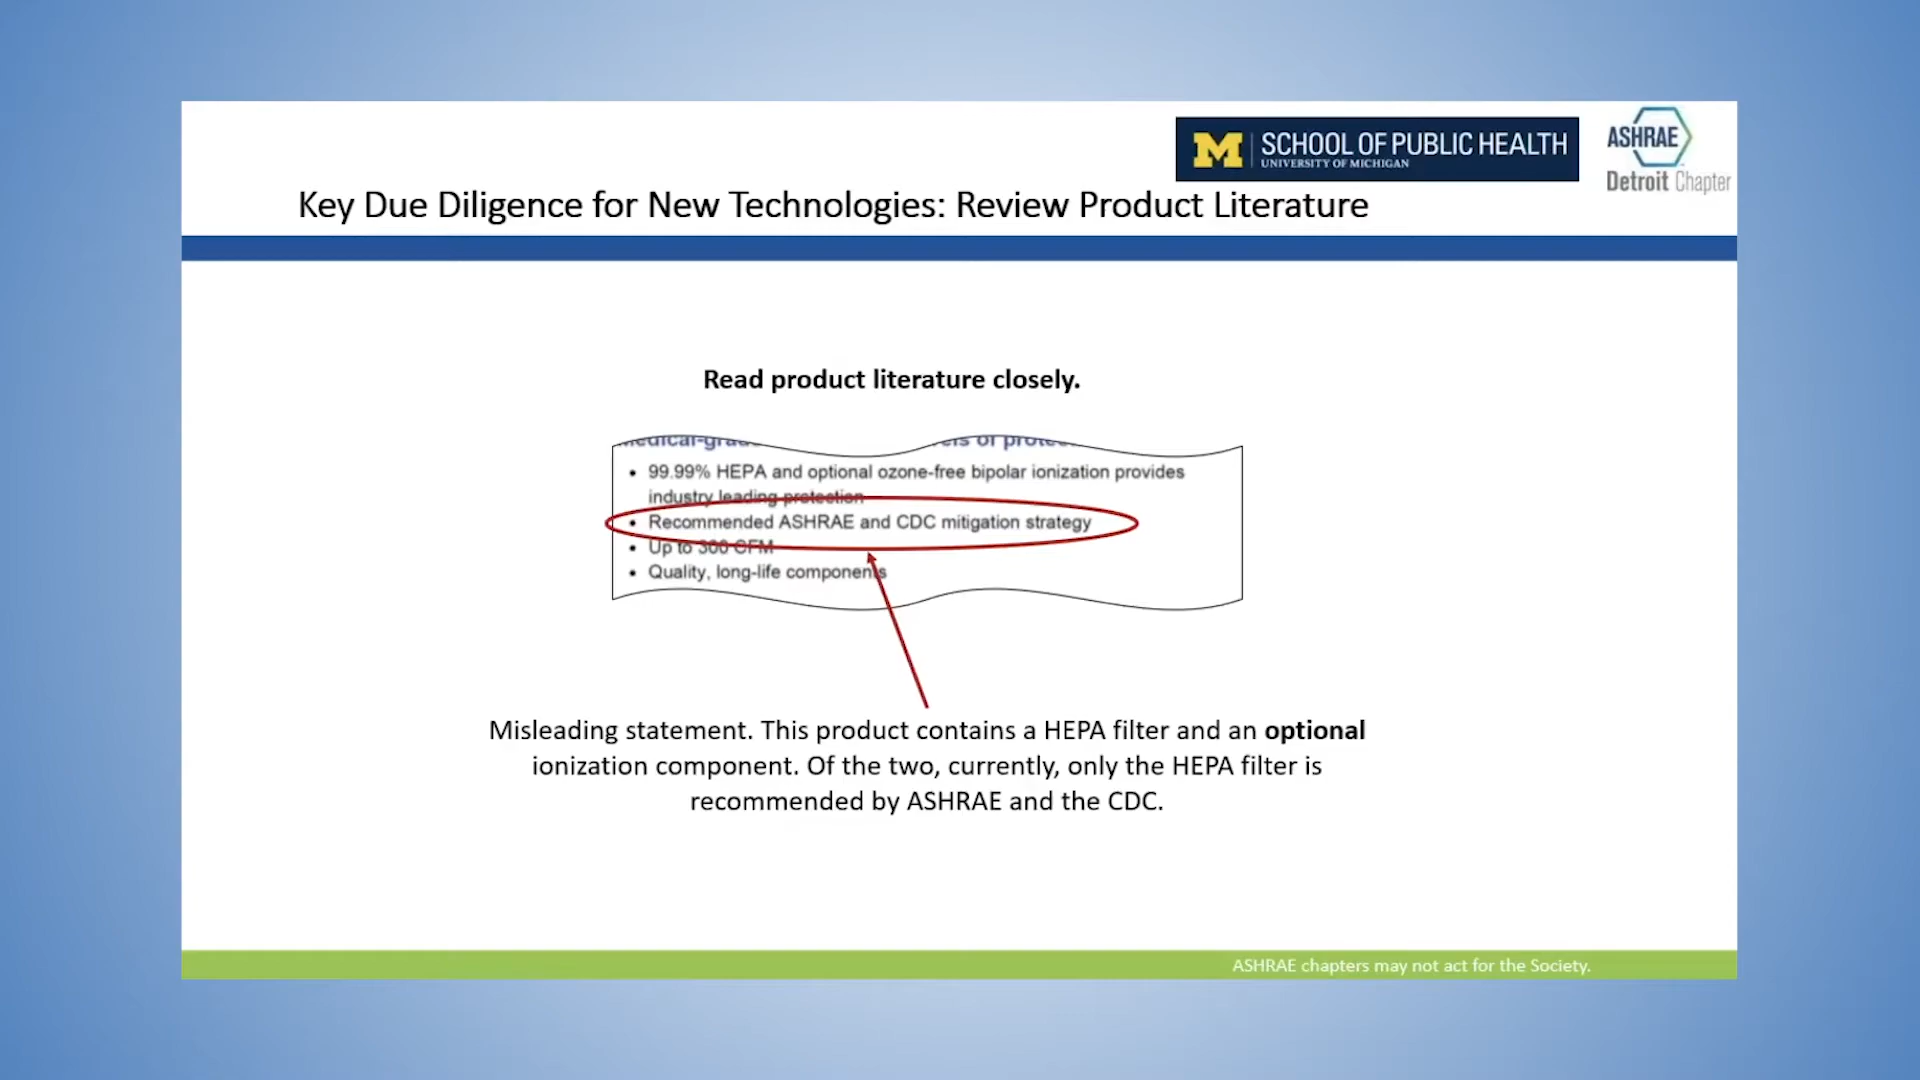 M SCHOOL OF PUBLIC HEALTH
UNIVERSITY OF MICHIGAN
ASHRAE
Detroit Chapter
Key Due Diligence for New Technologies: Review Product Literature
Read product literature closely.
• 99.99% HEPA and optional ozone-free bipolar ionization provides
industry leading protection
• Recommended ASHRAE and CDC mitigation strategy
• Up to 300 CFM
• Quality, long-life components
Misleading statement. This product contains a HEPA filter and an optional
ionization component. Of the two, currently, only the HEPA filter is
recommended by ASHRAE and the CDC.
ASHRAE chapters may not act for the Society.